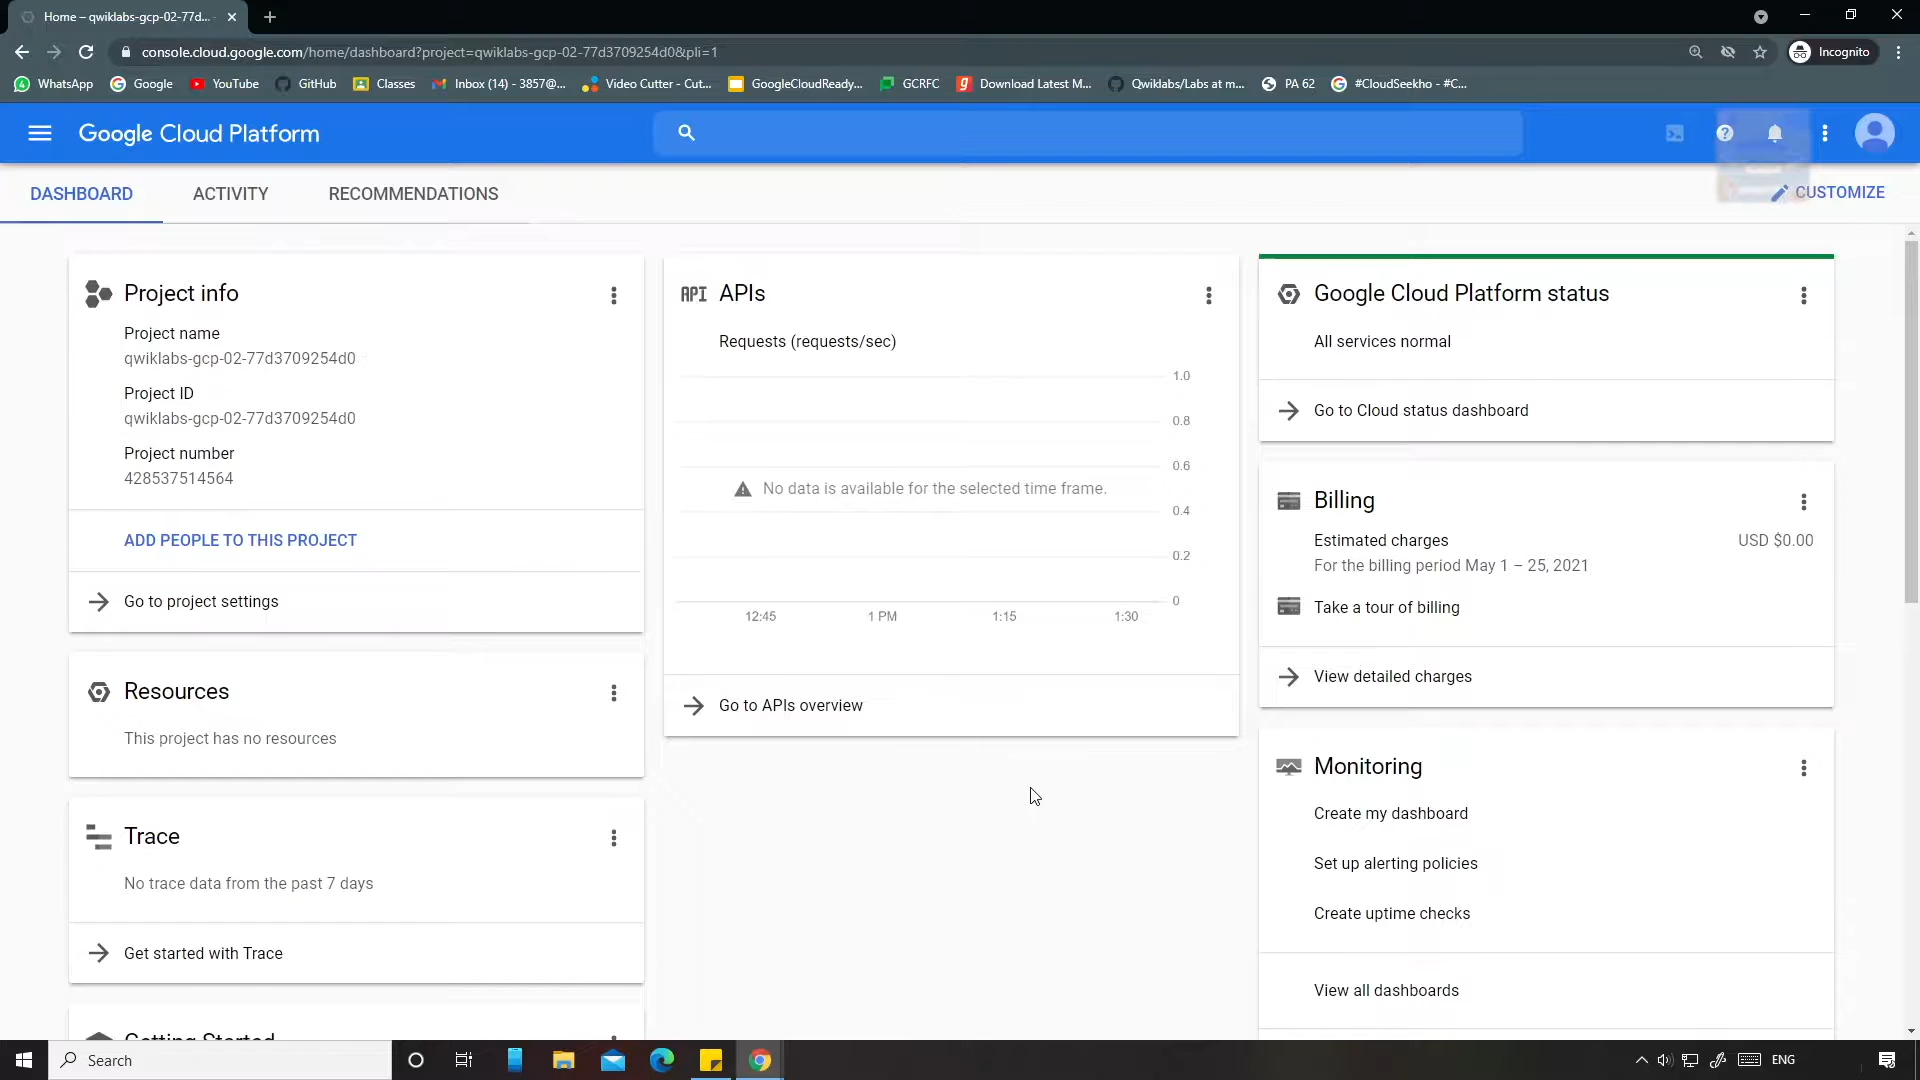 Home – qwiklabs-gcp-02-77d...
console.cloud.google.com/home/dashboard?project=qwiklabs-gcp-02-77d3709254d0&pli=1
Incognito
WhatsApp
Google
YouTube
GitHub
Classes
Inbox (14) - 3857@...
Video Cutter - Cut...
GoogleCloudReady...
GCRFC
Download Latest M...
Qwiklabs/Labs at m...
PA 62
#CloudSeekho - #C...
Google Cloud Platform
DASHBOARD
ACTIVITY
RECOMMENDATIONS
CUSTOMIZE
Project info
Project name
qwiklabs-gcp-02-77d3709254d0
Project ID
qwiklabs-gcp-02-77d3709254d0
Project number
428537514564
ADD PEOPLE TO THIS PROJECT
Go to project settings
Resources
This project has no resources
Trace
No trace data from the past 7 days
Get started with Trace
Getting Started
API APIs
Requests (requests/sec)
1.0
0.8
0.6
No data is available for the selected time frame.
0.4
0.2
0
12:45
1 PM
1:15
1:30
Go to APIs overview
Google Cloud Platform status
All services normal
Go to Cloud status dashboard
Billing
Estimated charges
USD $0.00
For the billing period May 1 – 25, 2021
Take a tour of billing
View detailed charges
Monitoring
Create my dashboard
Set up alerting policies
Create uptime checks
View all dashboards
Search
ENG